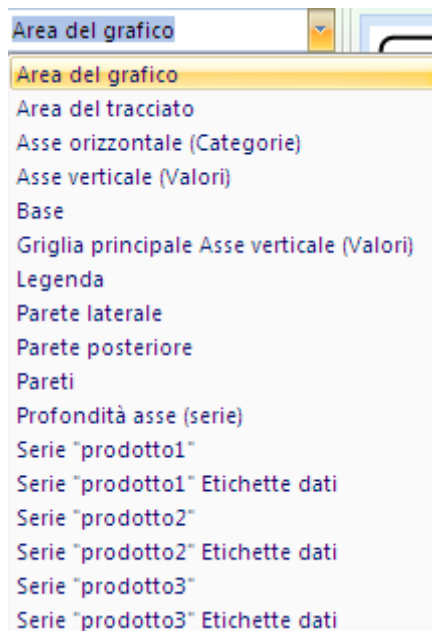 Area del grafico
Area del grafico
Area del tracciato
Asse orizzontale (Categorie)
Asse verticale (Valori)
Base
Griglia principale Asse verticale (Valori)
Legenda
Parete laterale
Parete posteriore
Pareti
Profondità asse (serie)
Serie "prodotto1"
Serie "prodotto1" Etichette dati
Serie "prodotto2"
Serie "prodotto2" Etichette dati
Serie "prodotto3"
Serie "prodotto3" Etichette dati